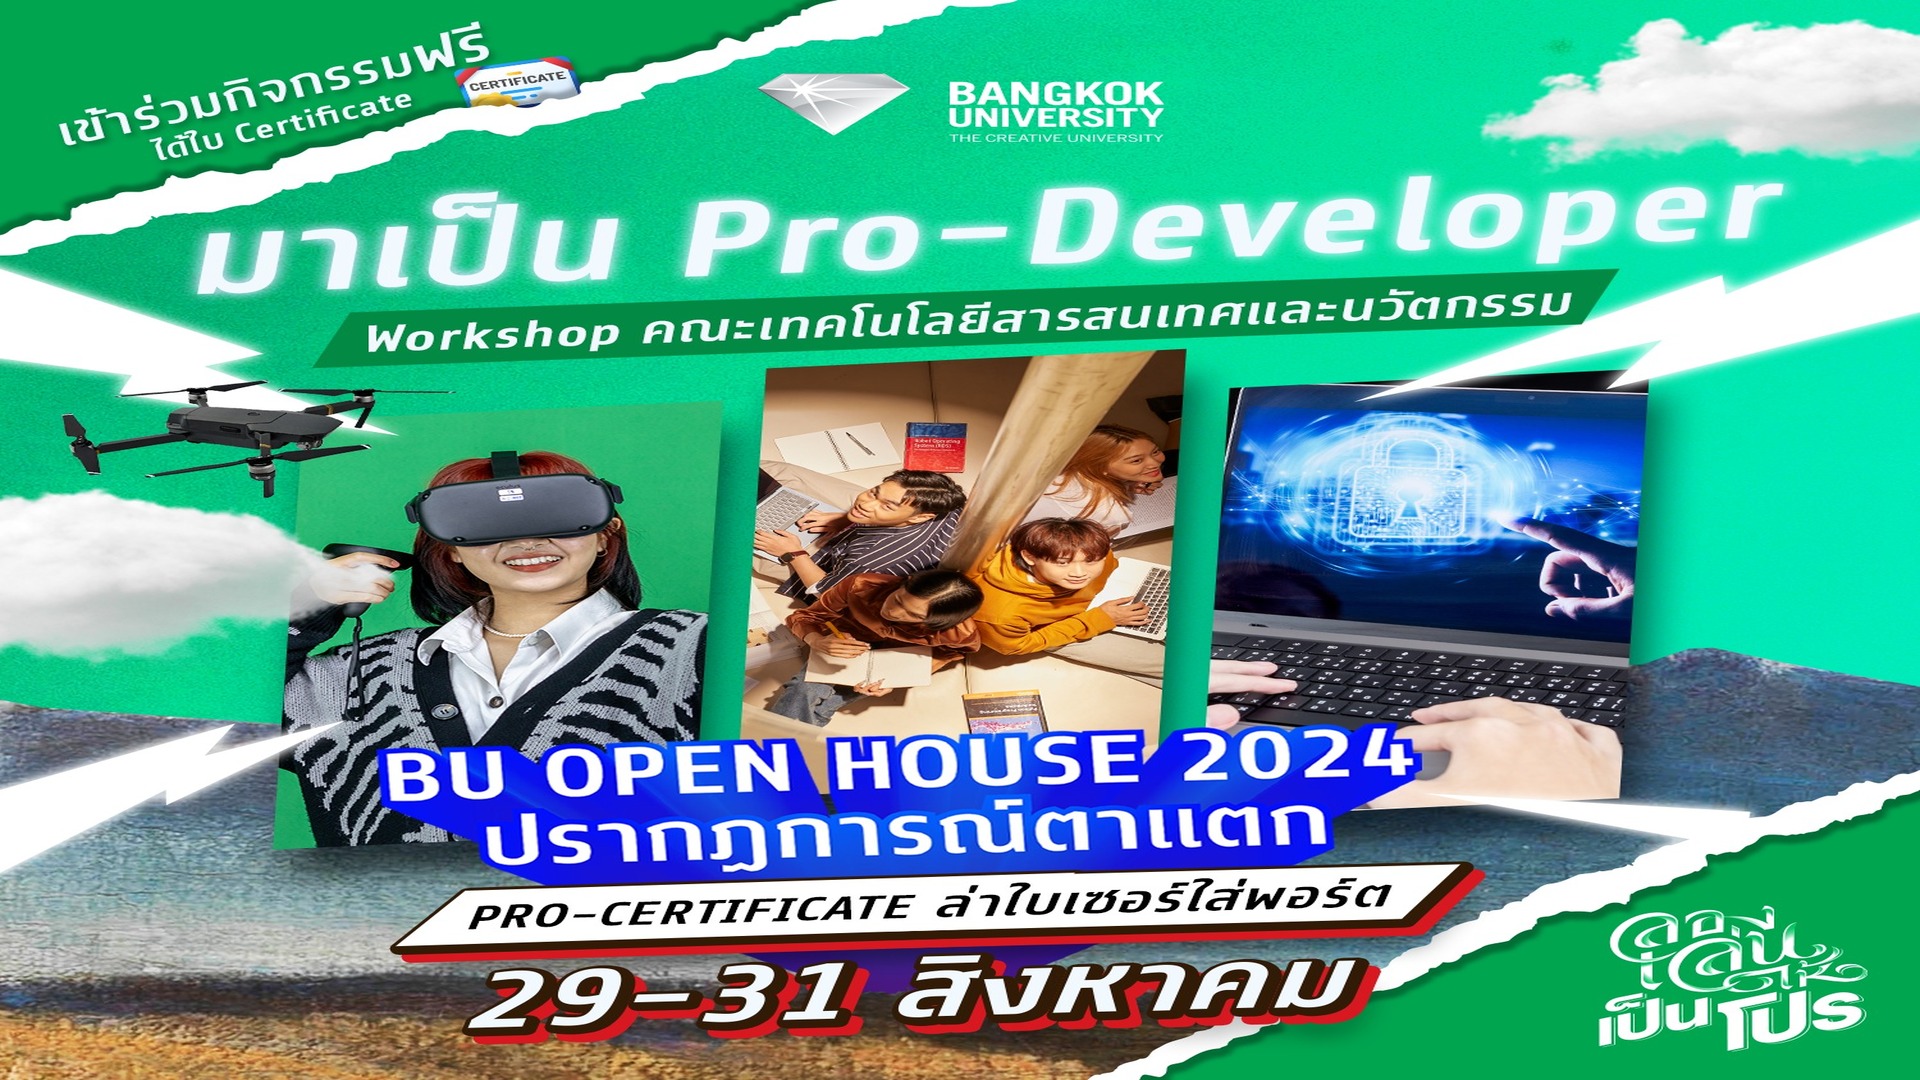 เข้าร่วมกิจกรรมฟรี
ได้ใบ Certificate
CERTIFICATE
BANGKOK
UNIVERSITY
THE CREATIVE UNIVERSITY
มาเป็น Pro-Developer
Workshop คณะเทคโนโลยีสารสนเทศและนวัตกรรม
Robot Operating
System (ROS)
BU OPEN HOUSE 2024
ปรากฏการณ์ตาแตก
PRO-CERTIFICATE ล่าใบเซอร์ใส่พอร์ต
29-31 สิงหาคม
เป็นโปร